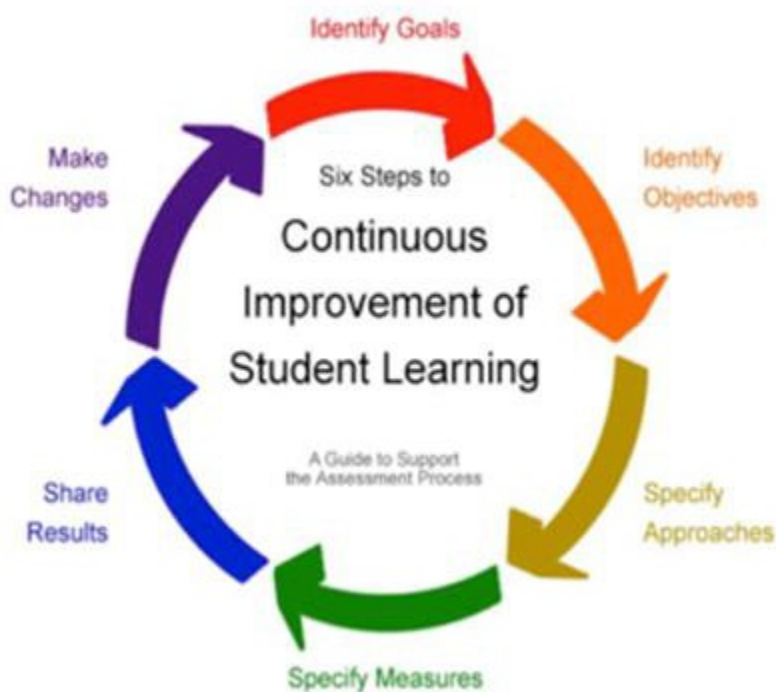 Identify Goals
Six Steps to
Continuous
Improvement of
Student Learning
A Guide to Support
the Assessment Process
Identify
Objectives
Specify
Approaches
Specify Measures
Share
Results
Make
Changes